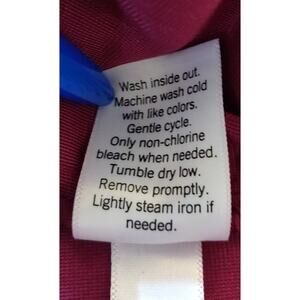 Wash inside out.
Machine wash cold
with like colors.
Gentle cycle.
Only non-chlorine
bleach when needed.
Tumble dry low.
Remove promptly.
Lightly steam iron if
needed.